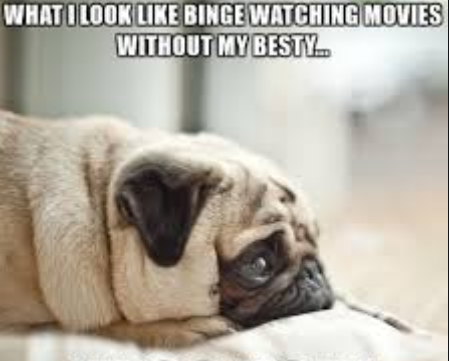 WHAT I LOOK LIKE BINGE WATCHING MOVIES
WITHOUT MY BESTY...